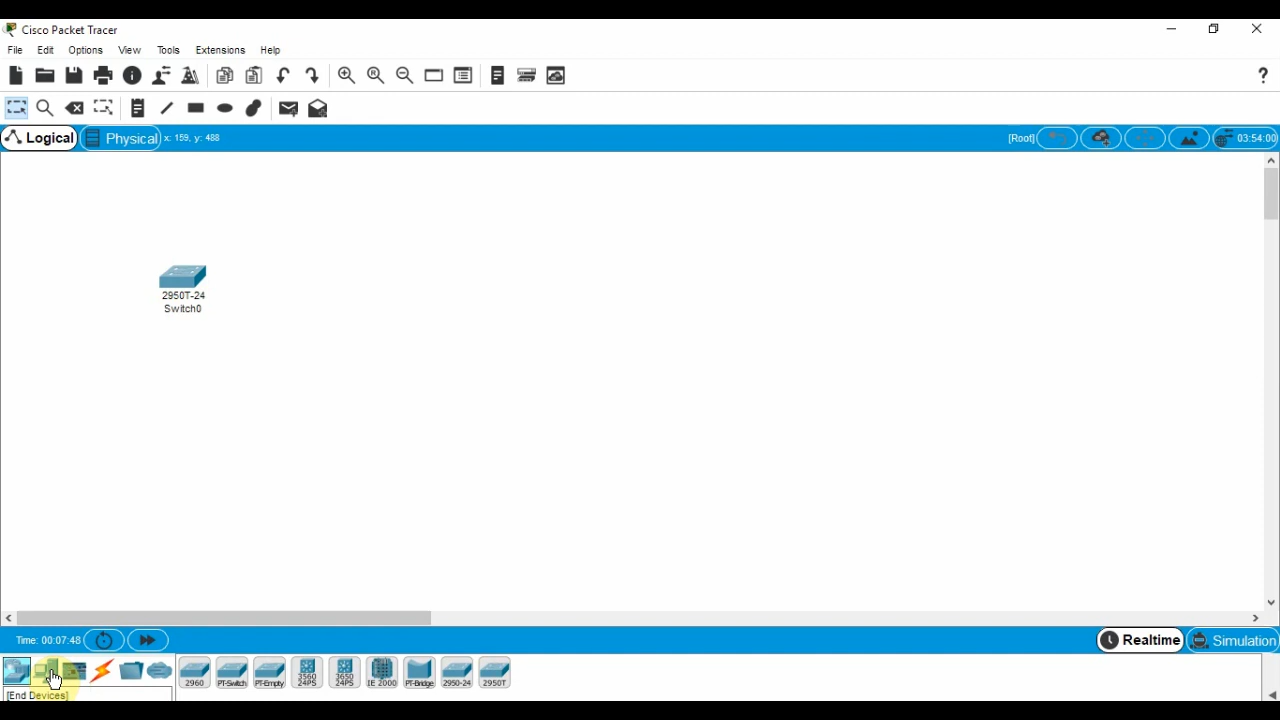 Cisco Packet Tracer
File Edit Options View Tools Extensions Help
Logical Physical x: 159, y: 488 [Root] 03:54:00
2950T-24
Switch0
Time: 00:07:48 Realtime Simulation
2960 PT-Switch PT-Empty 3560 24PS 3650 24PS IE 2000 PT-Bridge 2950-24 2950T
[End Devices]